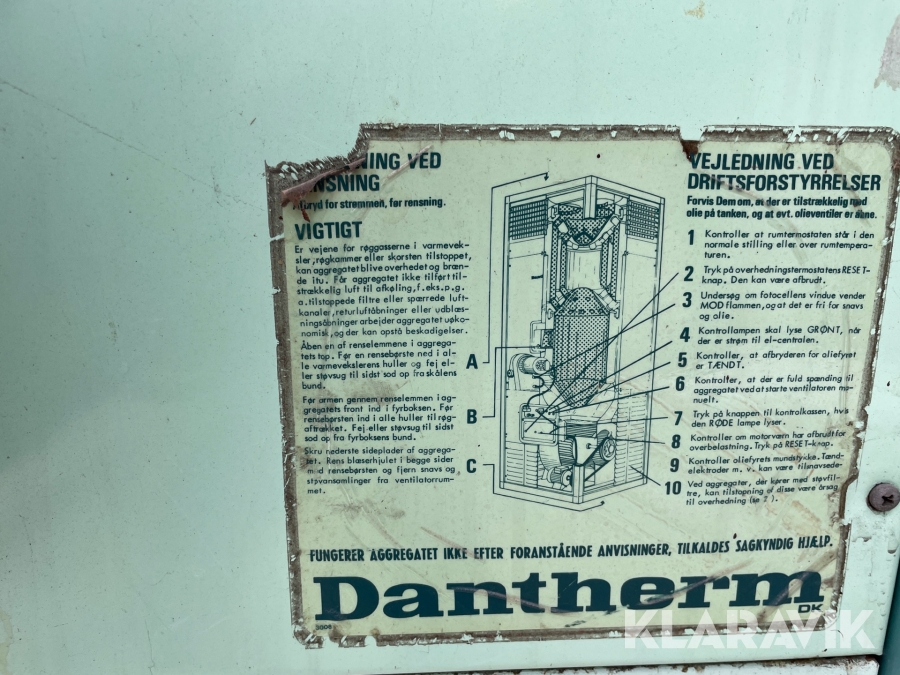 NING VED
NSNING
Afbryd for strømmen, før rensning.
VIGTIGT
Er vejene for røggasserne i varmevek-
sler, røgkammer eller skorsten tilstoppet,
kan aggregatet blive overhedet og bræn-
de itu. Får aggregatet ikke tilført til-
strækkelig luft til afkøling, f.eks.p.g.
a. tilstoppede filtre eller spærrede luft-
kanaler, returluftåbninger eller udblæs-
ningsåbninger arbejder aggregatet uøko-
nomisk, og der kan opstå beskadigelser.
Åben en af renselemmene i aggrega-
tets top. Før en rensebørste ned i al-
le varmevekslerens huller og fej el-
ler støvsug til sidst sod op fra skålens
bund.
Før armen gennem renselemmen i ag-
gregatets front ind i fyrboksen. Før
rensebørsten ind i alle huller til røg-
aftrækket. Fej eller støvsug til sidst
sod op fra fyrboksens bund.
Skru nederste sideplader af aggrega-
tet. Rens blæserhjulet i begge sider
med rensebørsten og fjern snavs og
støvansamlinger fra ventilatorrum-
met.
A
B
C
VEJLEDNING VED
DRIFTSFORSTYRRELSER
Forvis Dem om, at der er tilstrækkelig med
olie på tanken, og at evt. olieventiler er åbne.
1 Kontroller at rumtermostaten står i den
normale stilling eller over rumtempera-
turen.
2 Tryk på overhedningstermostatens RESET-
knap. Den kan være afbrudt.
3 Undersøg om fotocellens vindue vender
MOD flammen, og at det er fri for snavs
og olie.
4 Kontrollampen skal lyse GRØNT, når
der er strøm til el-centralen.
5 Kontroller, at afbryderen for oliefyret
er TÆNDT.
6 Kontroller, at der er fuld spænding til
aggregatet ved at starte ventilatoren ma-
nuelt.
7 Tryk på knappen til kontrolkassen, hvis
den RØDE lampe lyser.
8 Kontroller om motorværn har afbrudt for
overbelastning. Tryk på RESET-knap.
9 Kontroller oliefyrets mundstykke. Tænd-
elektroder m. v. kan være tilsnavsede.
10 Ved aggregater, der kører med støvfil-
tre, kan tilstopning af disse være årsag
til overhedning
FUNGERER AGGREGATET IKKE EFTER FORANSTÅENDE ANVISNINGER, TILKALDES SAGKYNDIG HJÆLP.
Dantherm
DK
KLARAVIK